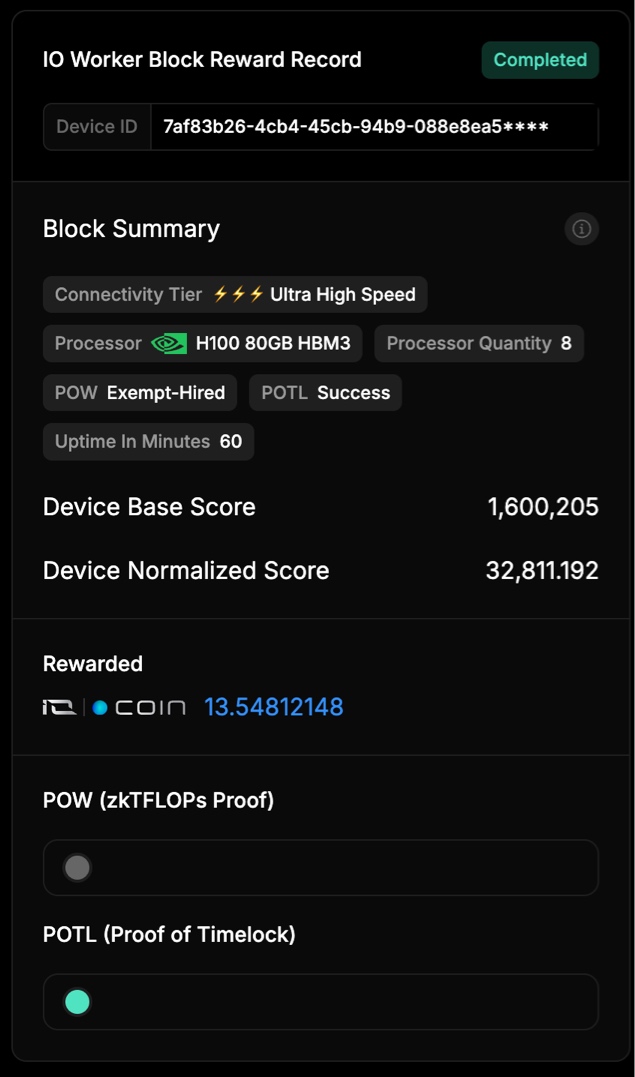 IO Worker Block Reward Record Completed
Device ID 7af83b26-4cb4-45cb-94b9-088e8ea5****
Block Summary
Connectivity Tier ⚡⚡⚡ Ultra High Speed
Processor H100 80GB HBM3 Processor Quantity 8
POW Exempt-Hired POTL Success
Uptime In Minutes 60
Device Base Score 1,600,205
Device Normalized Score 32,811.192
Rewarded
IO | COIN 13.54812148
POW (zkTFLOPs Proof)
POTL (Proof of Timelock)